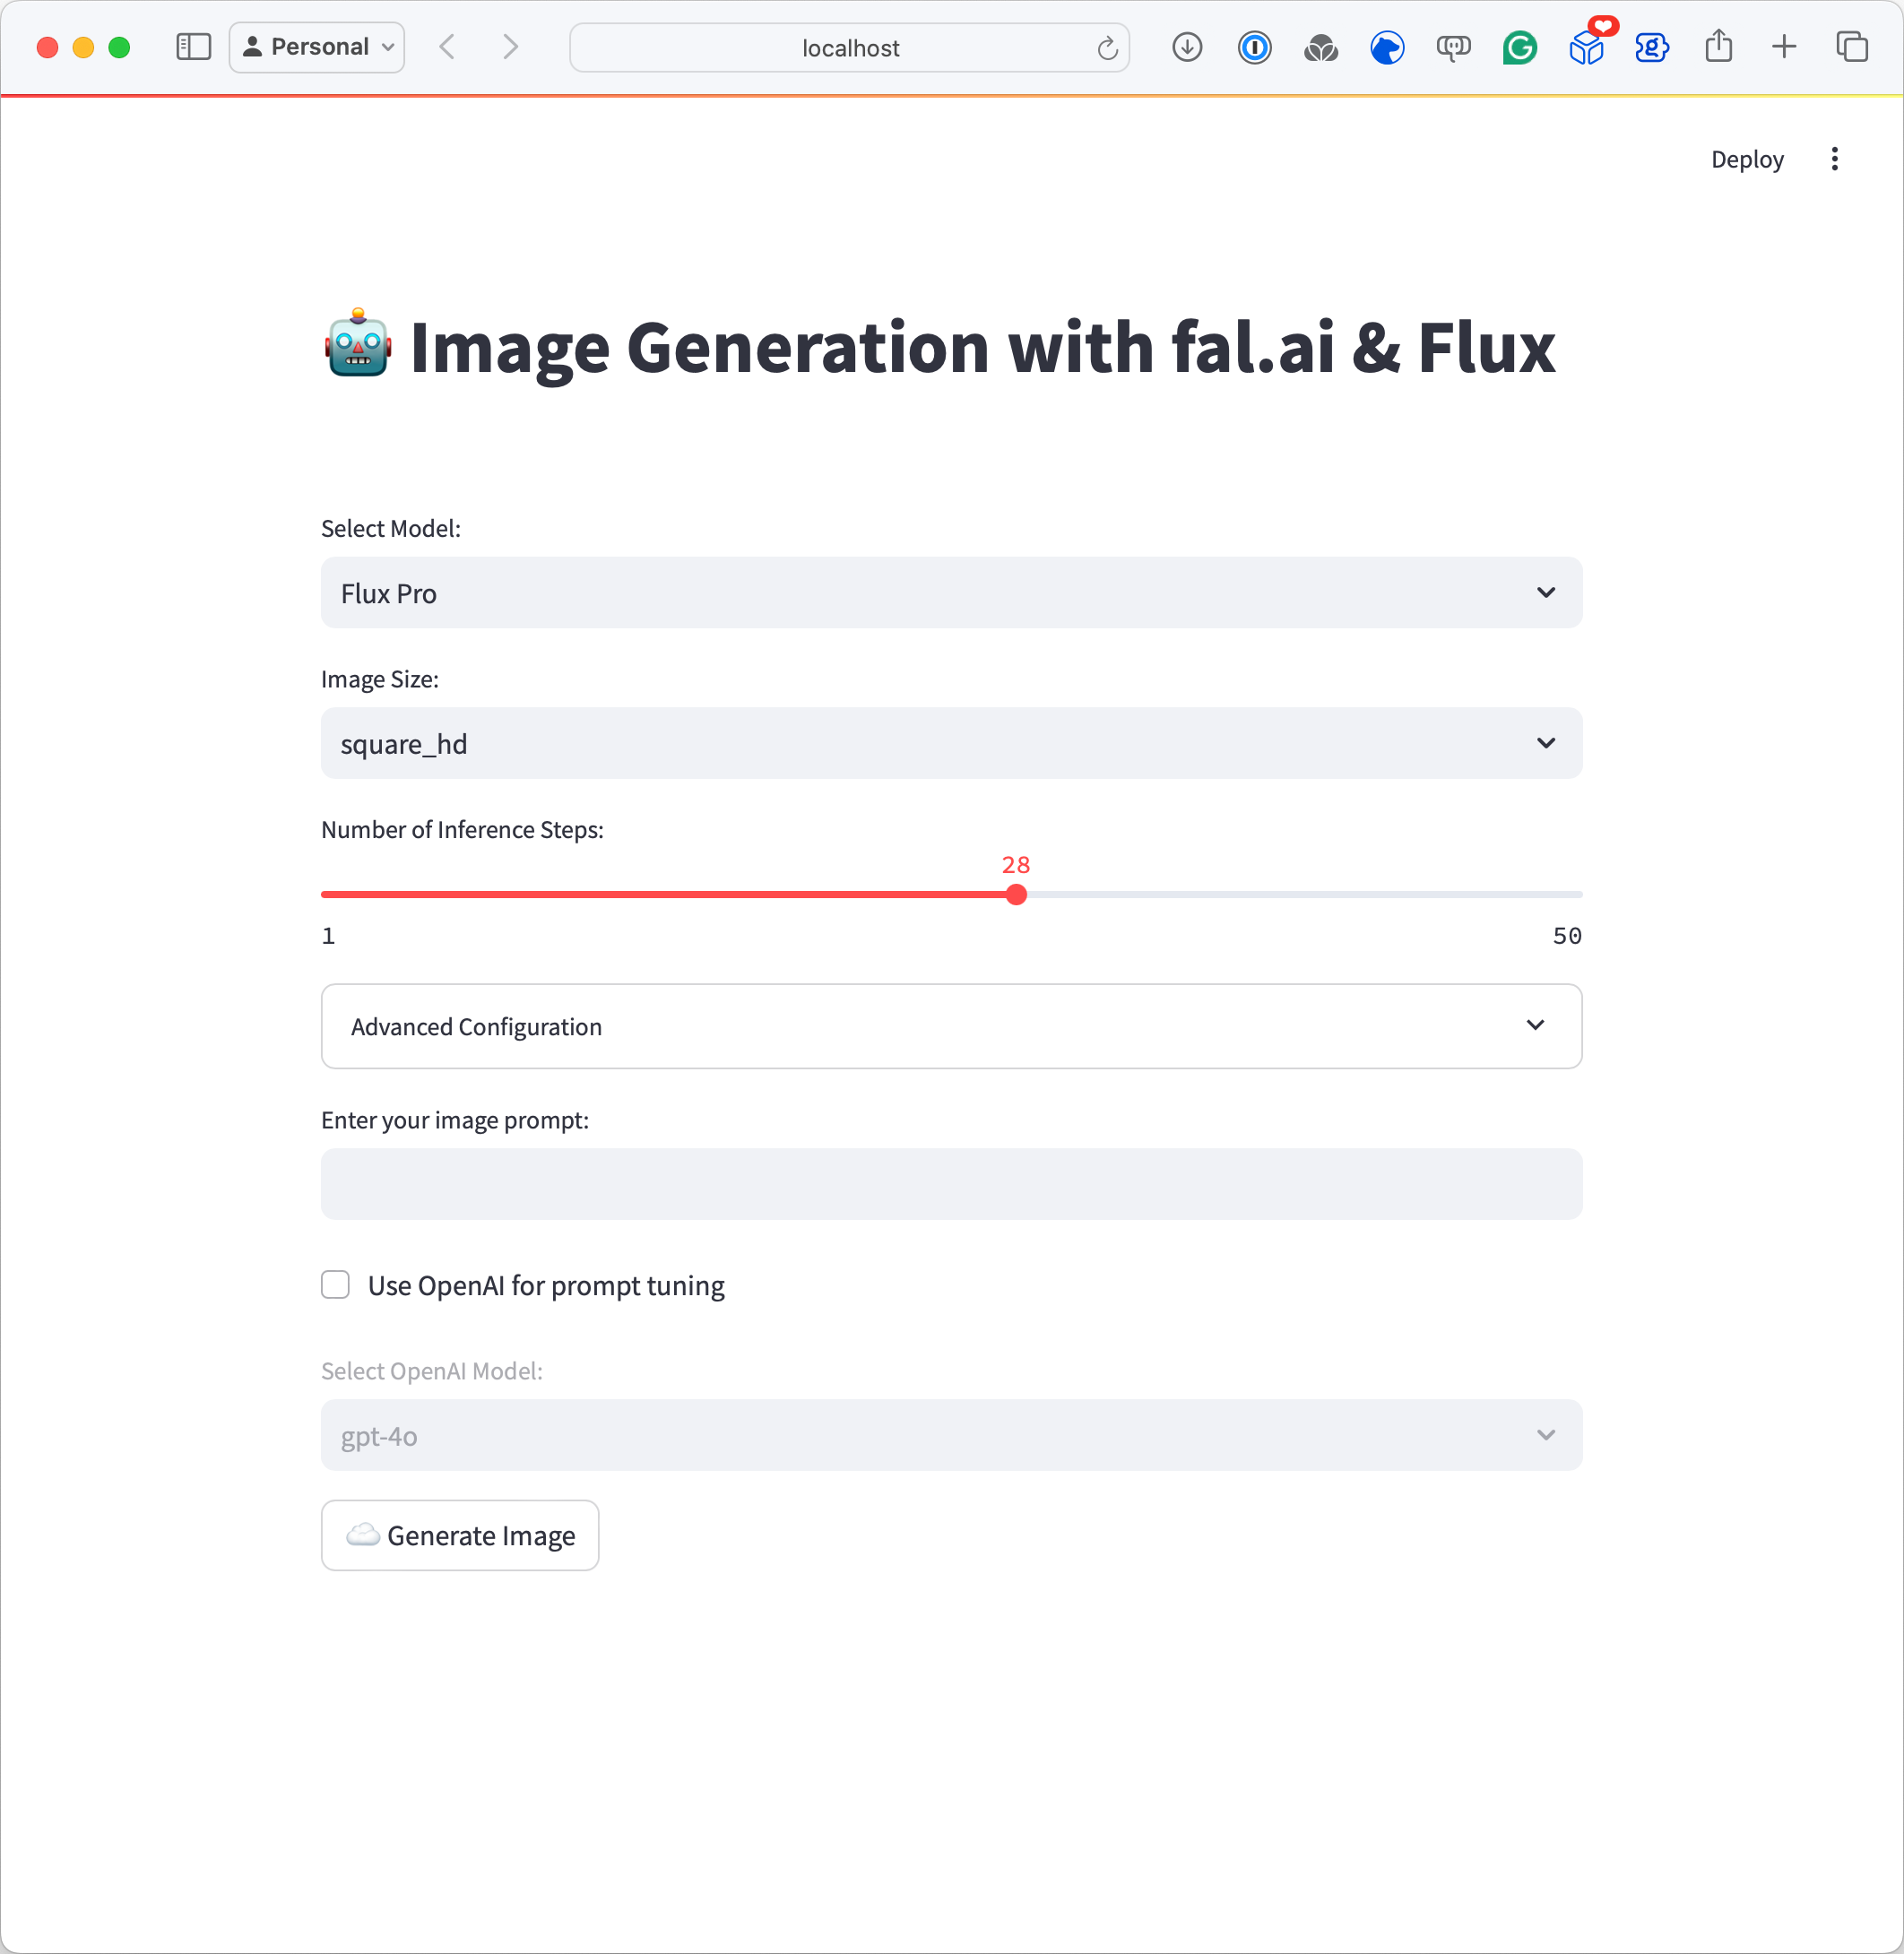 Personal
localhost
Deploy
Image Generation with fal.ai & Flux
Select Model:
Flux Pro
Image Size:
square_hd
Number of Inference Steps:
28
1
50
Advanced Configuration
Enter your image prompt:
Use OpenAI for prompt tuning
Select OpenAI Model:
gpt-4o
Generate Image